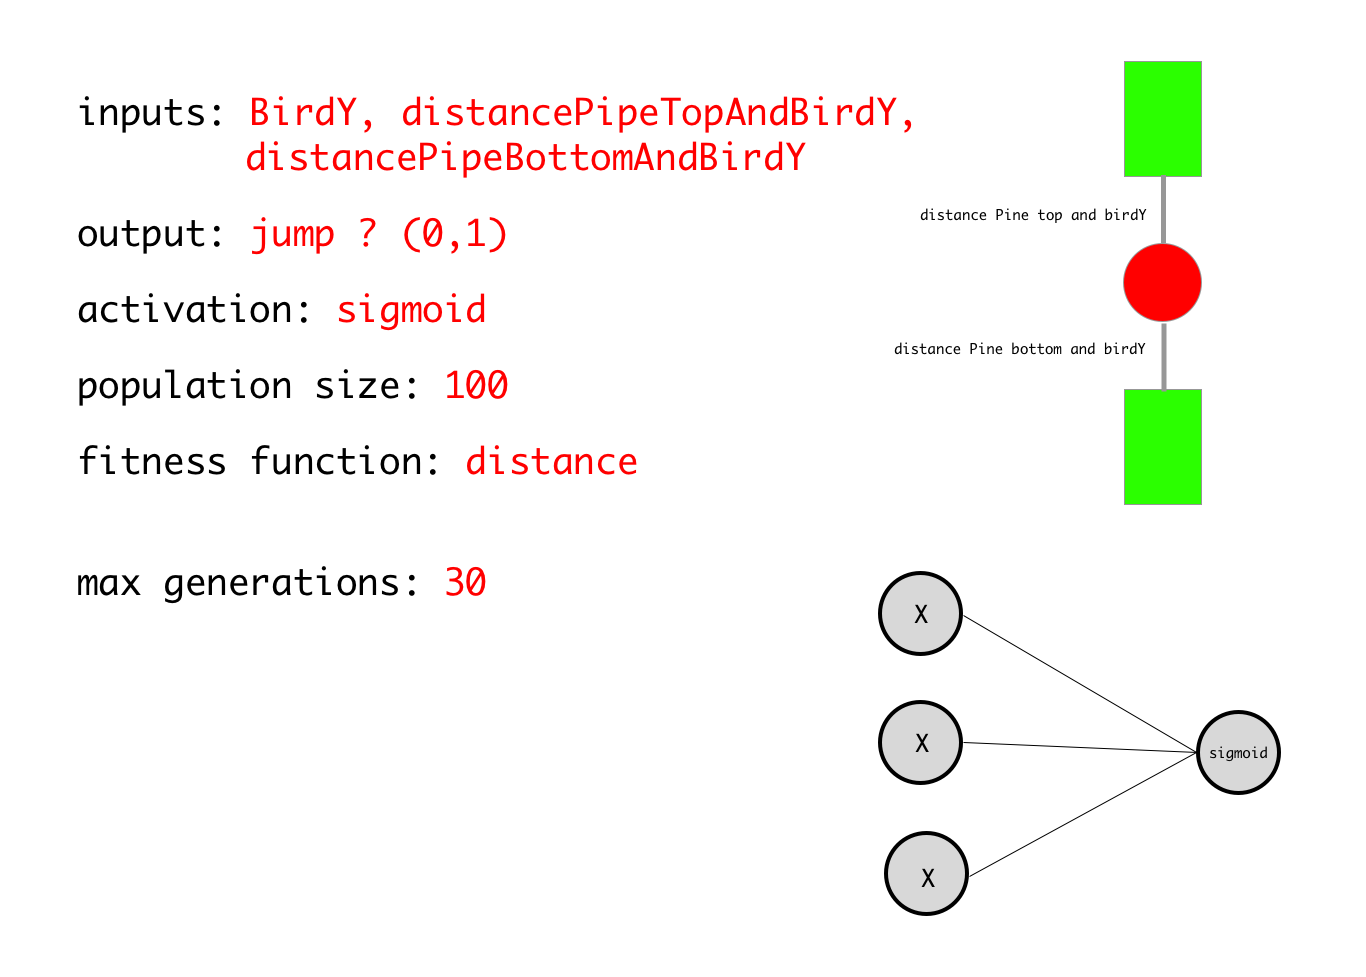 inputs: BirdY, distancePipeTopAndBirdY,
distancePipeBottomAndBirdY
output: jump ? (0,1)
activation: sigmoid
population size: 100
fitness function: distance
max generations: 30
distance Pine top and birdY
distance Pine bottom and birdY
X
X
sigmoid
X